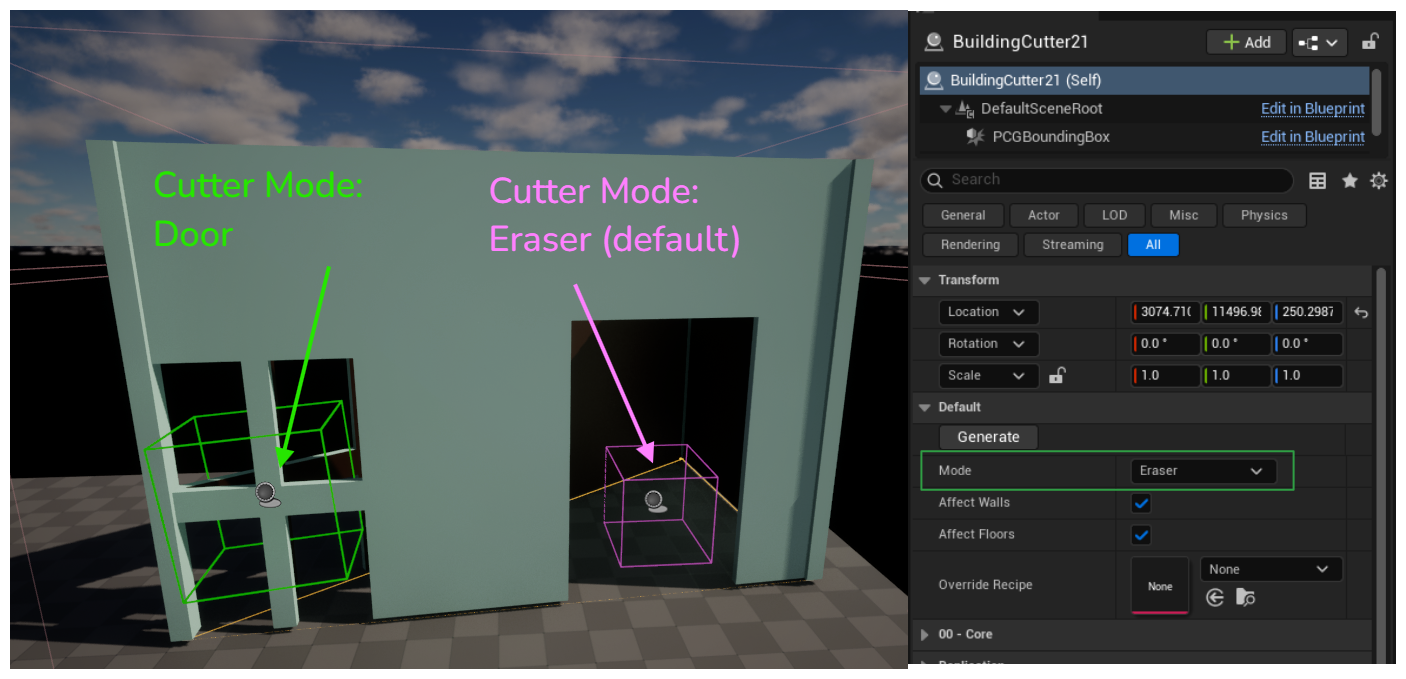 Cutter Mode:
Door
Cutter Mode:
Eraser (default)
BuildingCutter21
Add
BuildingCutter21 (Self)
DefaultSceneRoot
Edit in Blueprint
PCGBoundingBox
Edit in Blueprint
Search
General
Actor
LOD
Misc
Physics
Rendering
Streaming
All
Transform
Location
3074.71(
11496.98
250.2987
Rotation
0.0 °
0.0 °
0.0 °
Scale
1.0
1.0
1.0
Default
Generate
Mode
Eraser
Affect Walls
Affect Floors
Override Recipe
None
None
00 - Core